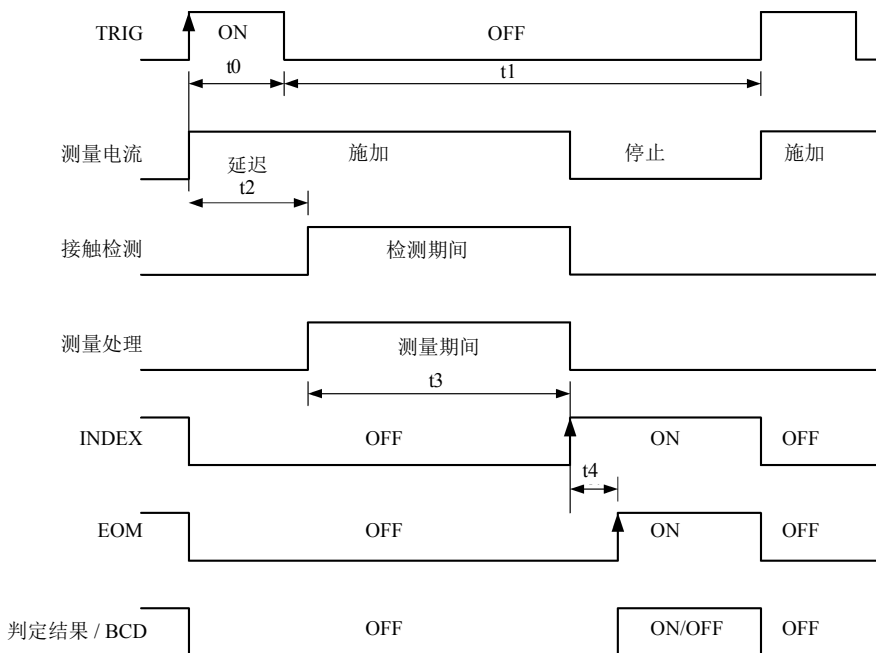 TRIG
ON
OFF
t0
t1
测量电流
施加
停止
施加
延迟
t2
接触检测
检测期间
测量处理
测量期间
t3
INDEX
OFF
ON
OFF
t4
EOM
OFF
ON
OFF
判定结果 / BCD
OFF
ON/OFF
OFF